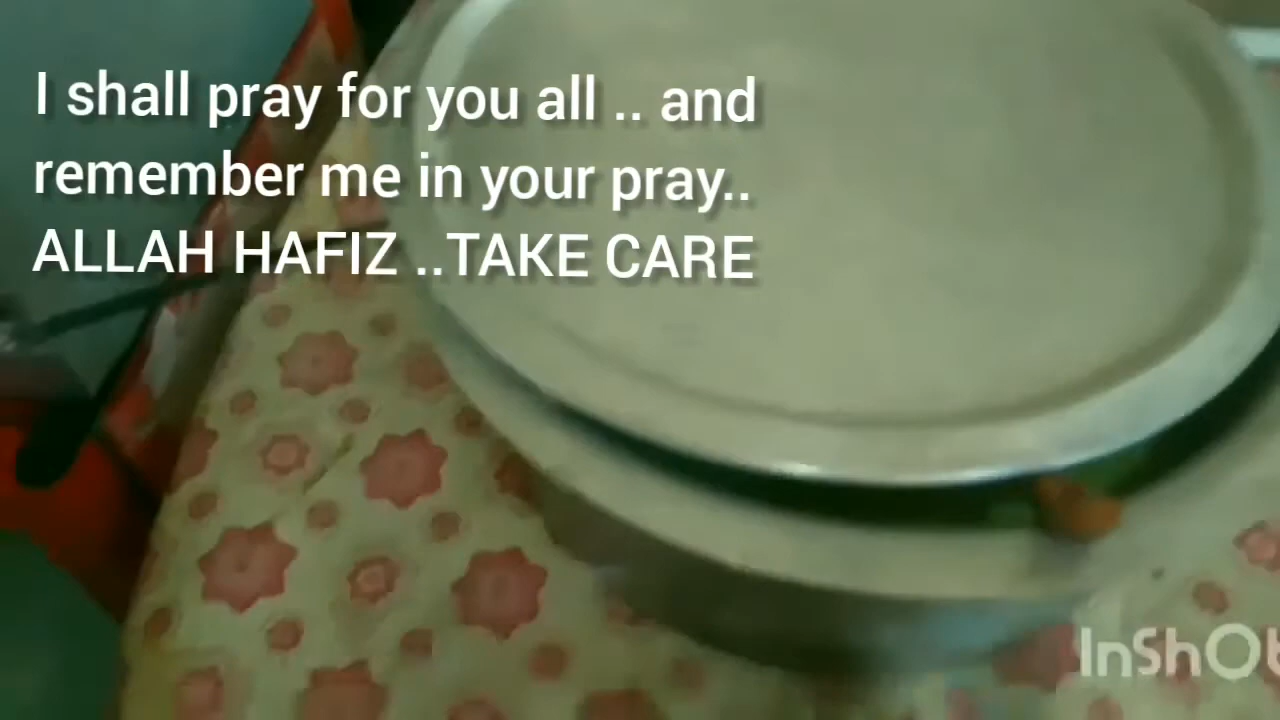 I shall pray for you all .. and
remember me in your pray..
ALLAH HAFIZ ..TAKE CARE
InShOt